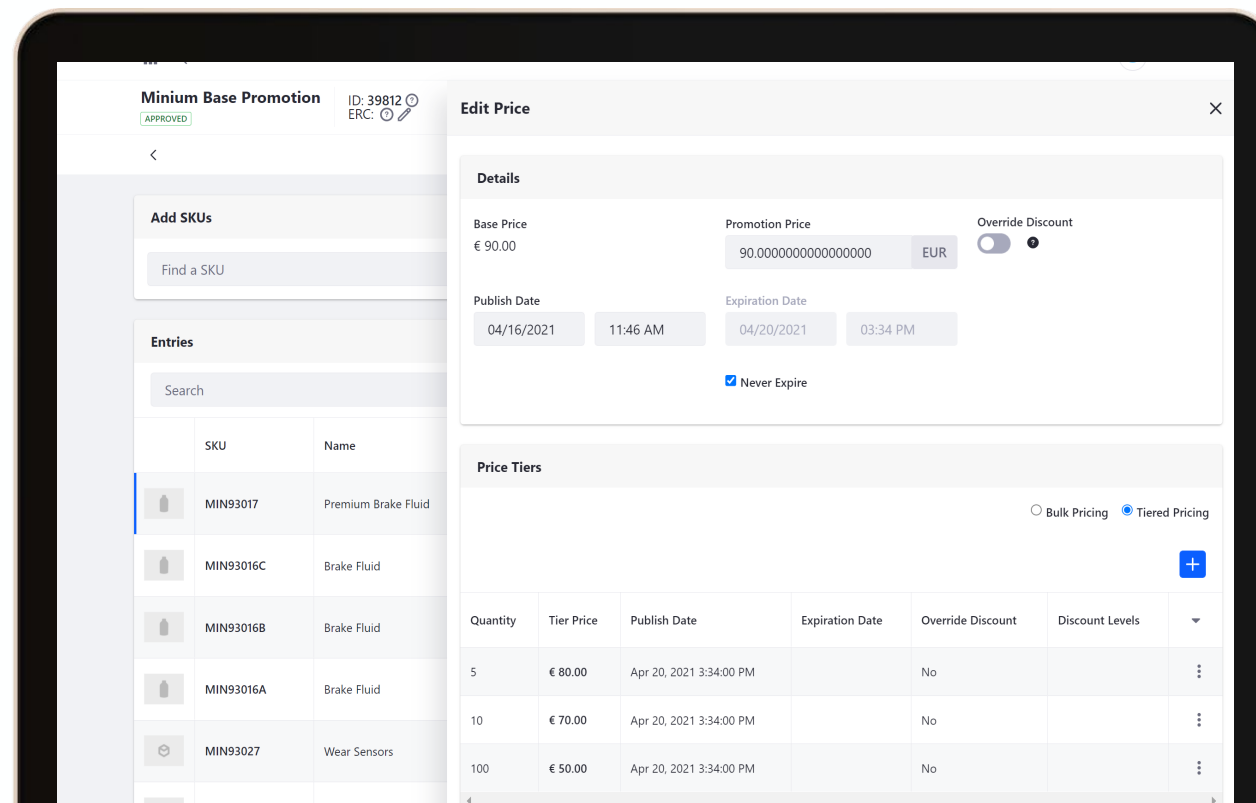 Minium Base Promotion
APPROVED
ID: 39812
ERC:
Edit Price
Add SKUs
Find a SKU
Entries
Search
SKU Name
MIN93017 Premium Brake Fluid
MIN93016C Brake Fluid
MIN93016B Brake Fluid
MIN93016A Brake Fluid
MIN93027 Wear Sensors
Details
Base Price Promotion Price Override Discount
€ 90.00 90.0000000000000000 EUR
Publish Date Expiration Date
04/16/2021 11:46 AM 04/20/2021 03:34 PM
Never Expire
Price Tiers
Bulk Pricing Tiered Pricing
Quantity Tier Price Publish Date Expiration Date Override Discount Discount Levels
5 € 80.00 Apr 20, 2021 3:34:00 PM No
10 € 70.00 Apr 20, 2021 3:34:00 PM No
100 € 50.00 Apr 20, 2021 3:34:00 PM No